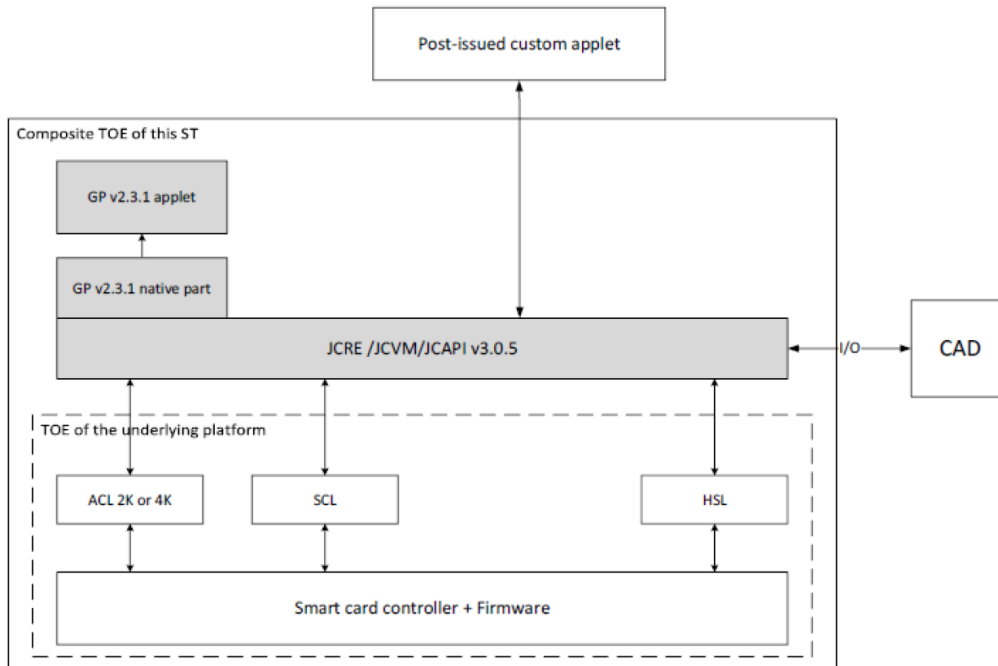 Post-issued custom applet
Composite TOE of this ST
GP v2.3.1 applet
GP v2.3.1 native part
JCRE /JCVM/JCAPI v3.0.5
I/O
CAD
TOE of the underlying platform
ACL 2K or 4K
SCL
HSL
Smart card controller + Firmware